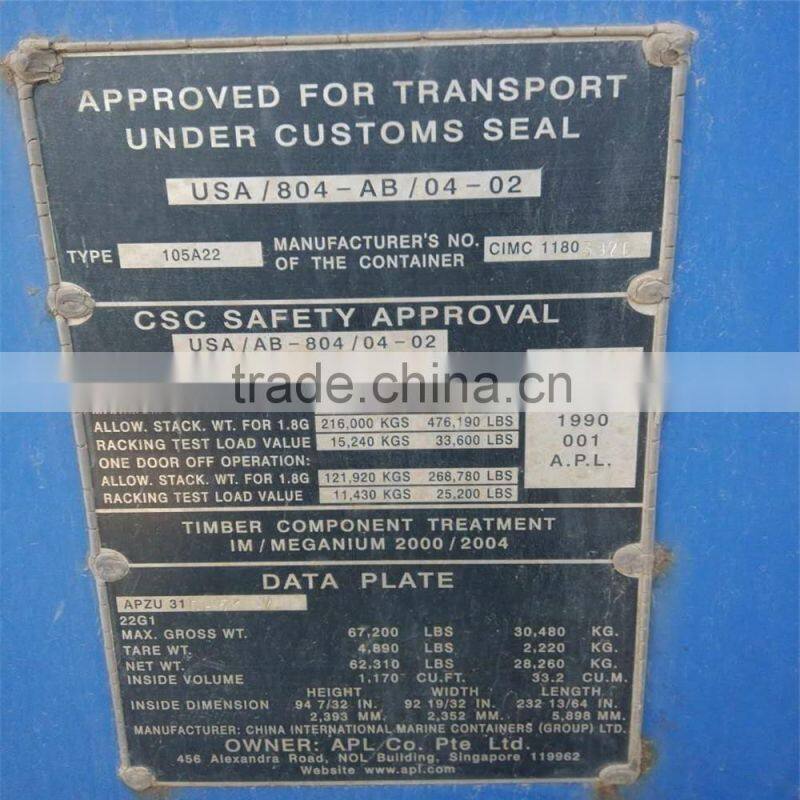 APPROVED FOR TRANSPORT
UNDER CUSTOMS SEAL
USA/804-AB/04-02
TYPE 105A22 MANUFACTURER'S NO. OF THE CONTAINER CIMC 1180
CSC SAFETY APPROVAL
USA/AB-804/04-02
trade.china.cn
ALLOW. STACK. WT. FOR 1.8G 216,000 KGS 476,190 LBS
RACKING TEST LOAD VALUE 15,240 KGS 33,600 LBS
1990
001
A.P.L.
ONE DOOR OFF OPERATION:
ALLOW. STACK. WT. FOR 1.8G 121,920 KGS 268,780 LBS
RACKING TEST LOAD VALUE 11,430 KGS 25,200 LBS
TIMBER COMPONENT TREATMENT
IM/MEGANIUM 2000/2004
DATA PLATE
APZU 31
22G1
MAX. GROSS WT. 67,200 LBS 30,480 KG.
TARE WT. 4,890 LBS 2,220 KG.
NET WT. 62,310 LBS 28,260 KG.
INSIDE VOLUME 1,170 CU.FT. 33.2 CU.M.
HEIGHT WIDTH LENGTH
INSIDE DIMENSION 94 7/32 IN. 92 19/32 IN. 232 13/64 IN.
2,393 MM. 2,352 MM. 5,898 MM.
MANUFACTURER: CHINA INTERNATIONAL MARINE CONTAINERS (GROUP) LTD.
OWNER: APL Co. Pte Ltd.
456 Alexandra Road, NOL Building, Singapore 119962
Website www.apl.com